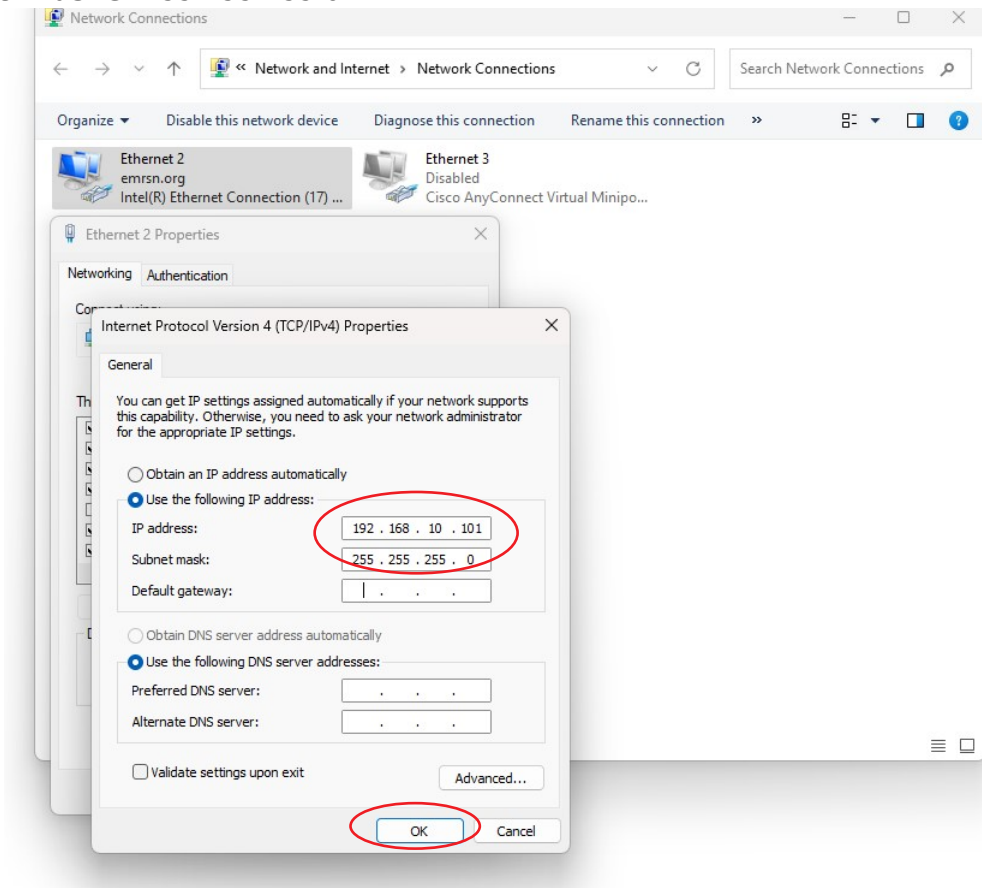 Network Connections
« Network and Internet > Network Connections
Search Network Connections
Organize
Disable this network device
Diagnose this connection
Rename this connection
»
Ethernet 2
emrsn.org
Intel(R) Ethernet Connection (17) ...
Ethernet 3
Disabled
Cisco AnyConnect Virtual Minipo...
Ethernet 2 Properties
Networking
Authentication
Internet Protocol Version 4 (TCP/IPv4) Properties
General
Th
You can get IP settings assigned automatically if your network supports
this capability. Otherwise, you need to ask your network administrator
for the appropriate IP settings.
Obtain an IP address automatically
Use the following IP address:
IP address:
192 . 168 . 10 . 101
Subnet mask:
255 . 255 . 255 . 0
Default gateway:
. . .
Obtain DNS server address automatically
Use the following DNS server addresses:
Preferred DNS server:
. . .
Alternate DNS server:
. . .
Validate settings upon exit
Advanced...
OK
Cancel